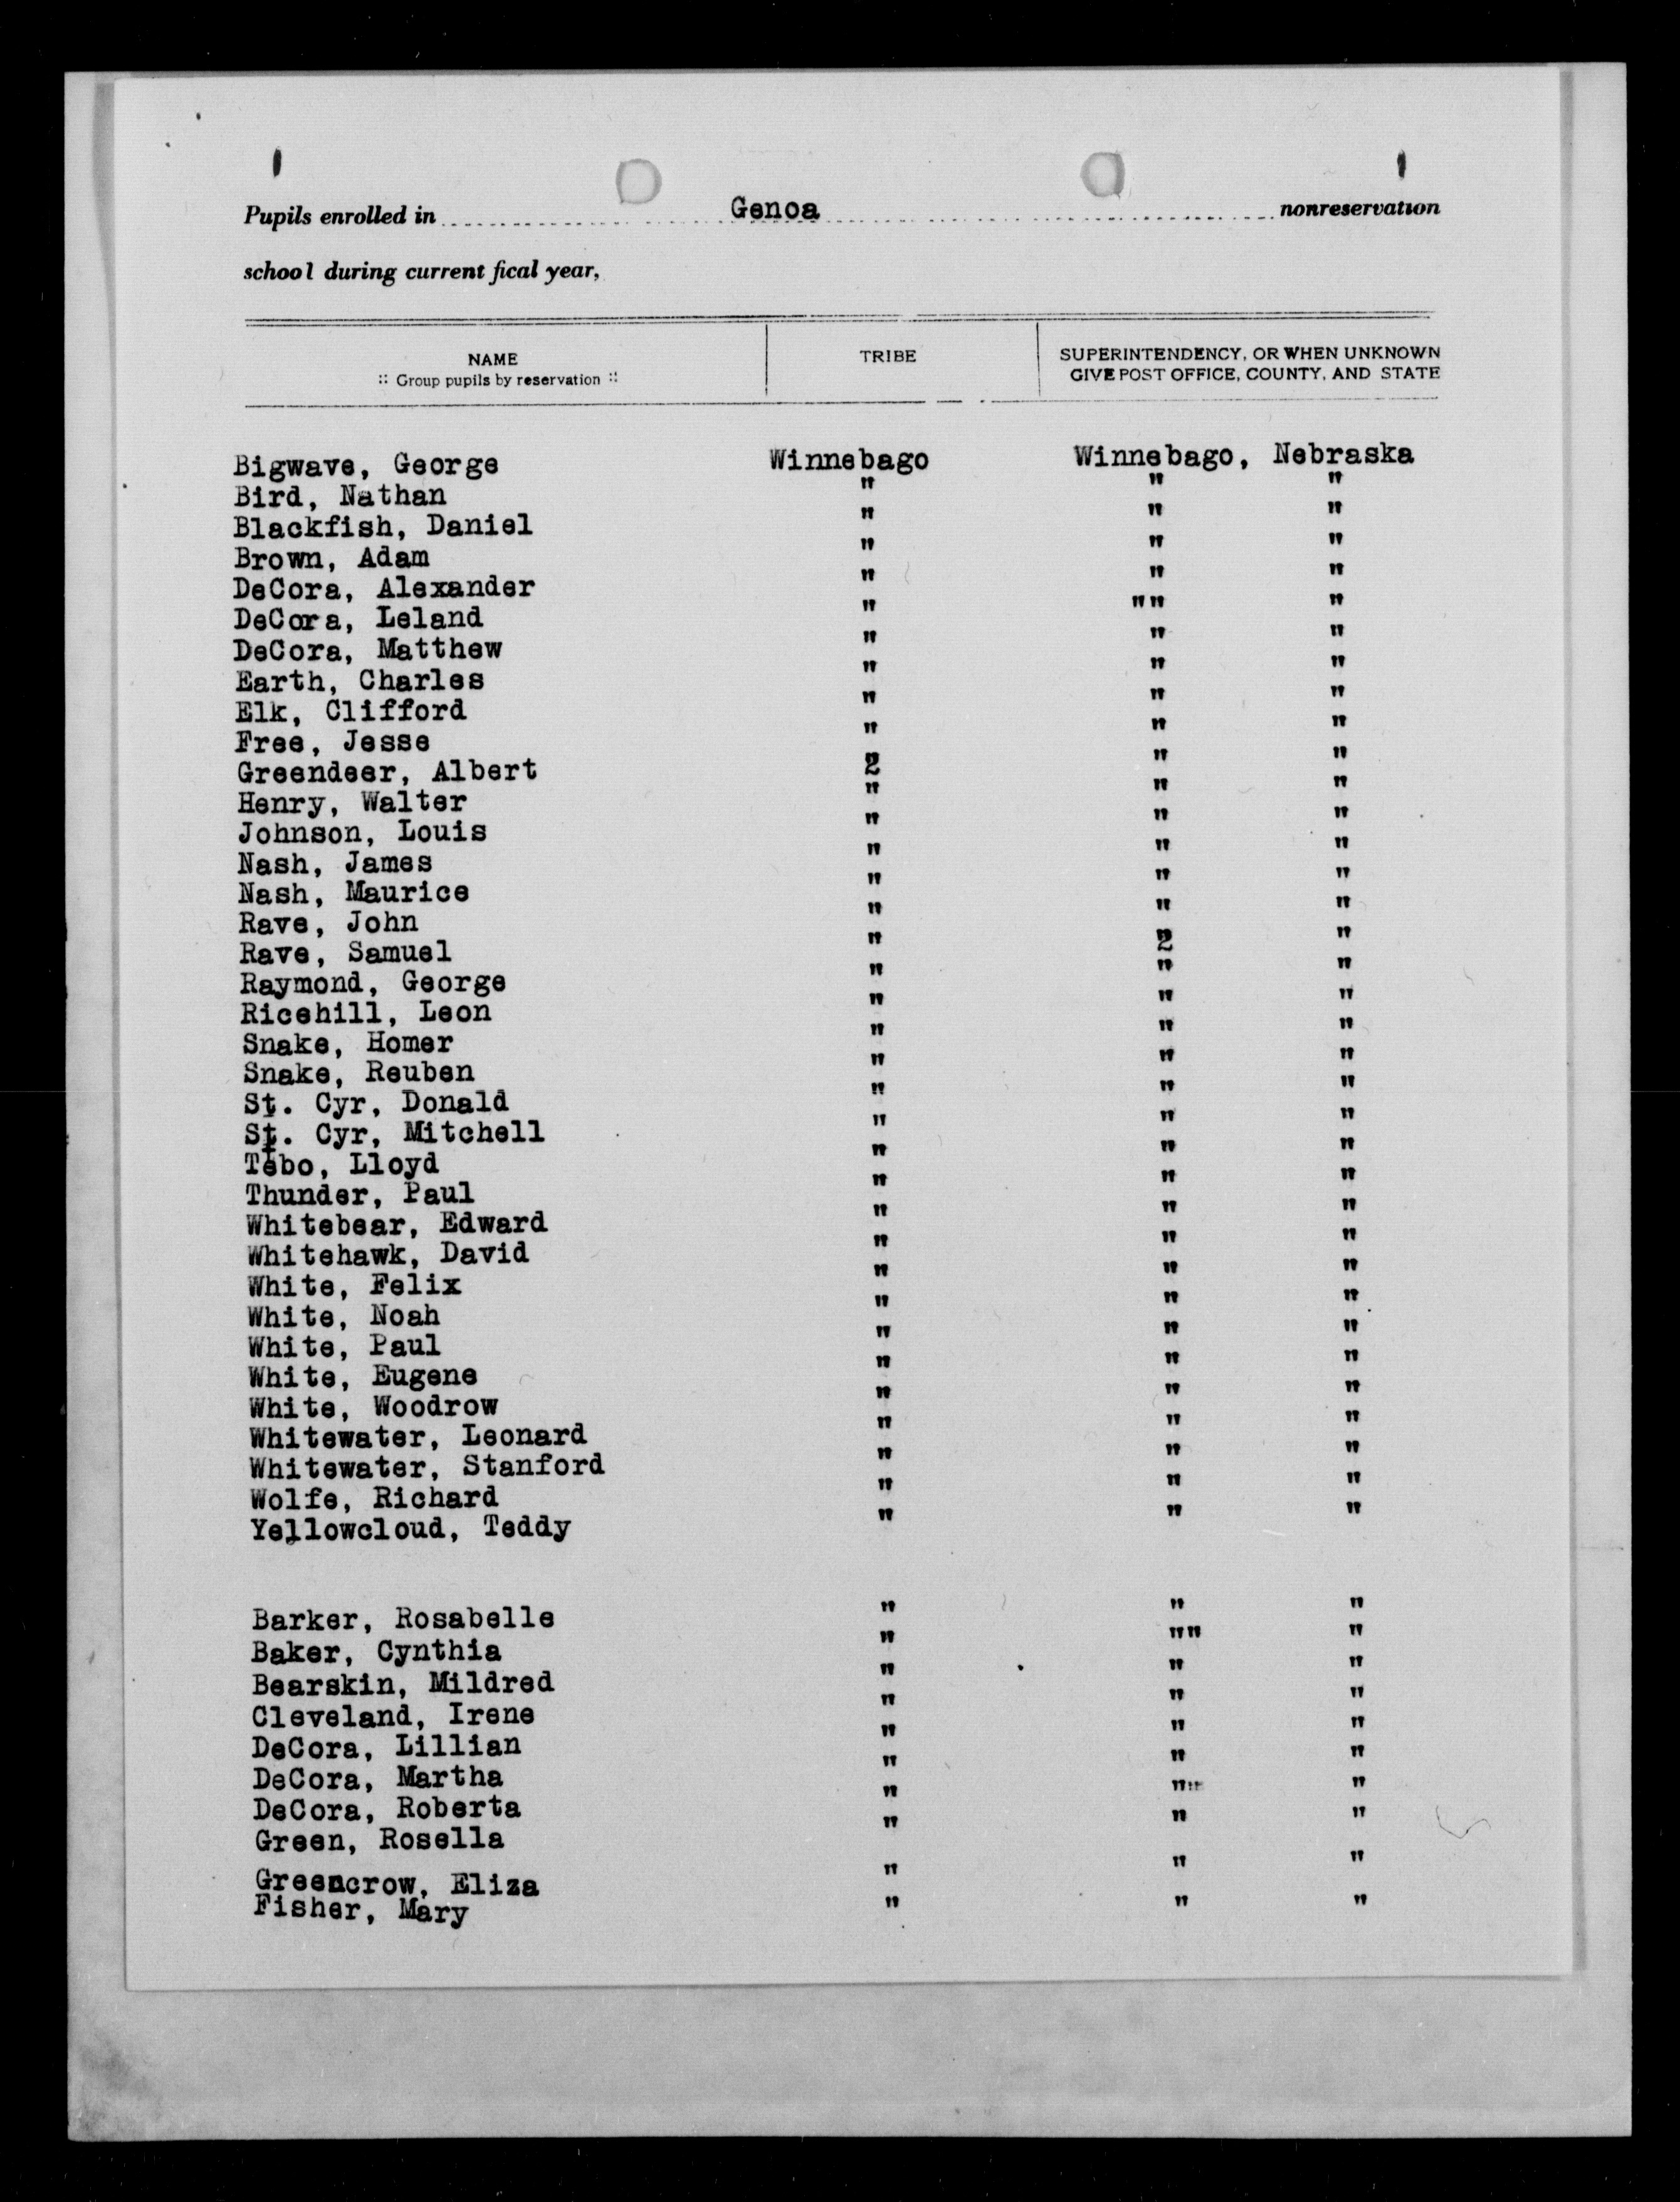 Pupils enrolled in Genoa nonreservation
school during current fical year,
NAME TRIBE SUPERINTENDENCY, OR WHEN UNKNOWN
:: Group pupils by reservation :: GIVE POST OFFICE, COUNTY, AND STATE
Bigwave, George Winnebago Winnebago, Nebraska
Bird, Nathan " " "
Blackfish, Daniel " " "
Brown, Adam " " "
DeCora, Alexander " " "
DeCora, Leland " "" "
DeCora, Matthew " " "
Earth, Charles " " "
Elk, Clifford " " "
Free, Jesse " " "
Greendeer, Albert 2 " "
Henry, Walter " " "
Johnson, Louis " " "
Nash, James " " "
Nash, Maurice " " "
Rave, John " " "
Rave, Samuel " 2 "
Raymond, George " " "
Ricehill, Leon " " "
Snake, Homer " " "
Snake, Reuben " " "
St. Cyr, Donald " " "
St. Cyr, Mitchell " " "
Tebo, Lloyd " " "
Thunder, Paul " " "
Whitebear, Edward " " "
Whitehawk, David " " "
White, Felix " " "
White, Noah " " "
White, Paul " " "
White, Eugene " " "
White, Woodrow " " "
Whitewater, Leonard " " "
Whitewater, Stanford " " "
Wolfe, Richard " " "
Yellowcloud, Teddy " " "
Barker, Rosabelle " " "
Baker, Cynthia " "" "
Bearskin, Mildred " " "
Cleveland, Irene " " "
DeCora, Lillian " " "
DeCora, Martha " " "
DeCora, Roberta " "" "
Green, Rosella " " "
Greencrow, Eliza " " "
Fisher, Mary " " "